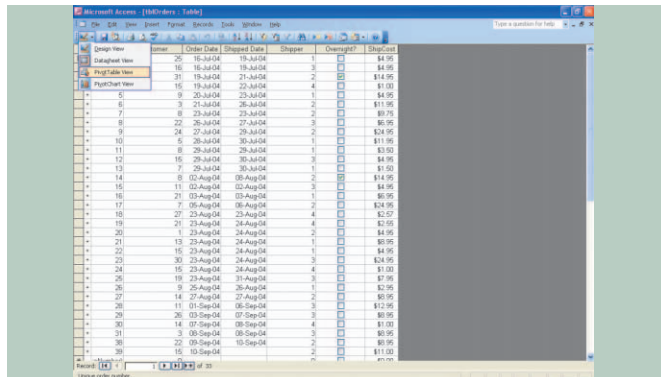 Microsoft Access - [tblOrders : Table]
File Edit View Insert Format Records Tools Window Help Type a question for help
Design View
Datasheet View
PivotTable View
PivotChart View
Order Date Shipped Date Shipper Overnight? ShipCost
25 16-Jul-04 19-Jul-04 1 $4.95
16 16-Jul-04 19-Jul-04 3 $4.95
31 19-Jul-04 21-Jul-04 2 $14.95
15 19-Jul-04 22-Jul-04 4 $1.00
5 9 20-Jul-04 23-Jul-04 1 $4.95
6 3 21-Jul-04 26-Jul-04 2 $11.95
7 8 23-Jul-04 23-Jul-04 2 $9.75
8 22 26-Jul-04 27-Jul-04 3 $6.95
9 24 27-Jul-04 29-Jul-04 2 $24.95
10 5 28-Jul-04 30-Jul-04 1 $11.95
11 8 29-Jul-04 29-Jul-04 1 $3.50
12 15 29-Jul-04 30-Jul-04 3 $4.95
13 7 29-Jul-04 30-Jul-04 1 $1.50
14 8 02-Aug-04 08-Aug-04 2 $14.95
15 11 02-Aug-04 02-Aug-04 3 $4.95
16 21 03-Aug-04 03-Aug-04 1 $6.95
17 7 05-Aug-04 06-Aug-04 2 $24.95
18 27 23-Aug-04 23-Aug-04 4 $2.57
19 21 23-Aug-04 24-Aug-04 4 $2.55
20 1 23-Aug-04 24-Aug-04 2 $4.95
21 13 23-Aug-04 24-Aug-04 1 $8.95
22 15 23-Aug-04 24-Aug-04 1 $4.95
23 30 23-Aug-04 24-Aug-04 3 $24.95
24 15 23-Aug-04 24-Aug-04 4 $1.00
25 19 23-Aug-04 31-Aug-04 3 $7.95
26 9 25-Aug-04 26-Aug-04 1 $2.95
27 14 27-Aug-04 27-Aug-04 2 $8.95
28 11 01-Sep-04 06-Sep-04 3 $12.95
29 26 03-Sep-04 07-Sep-04 3 $8.95
30 14 07-Sep-04 08-Sep-04 4 $1.00
31 3 08-Sep-04 08-Sep-04 3 $8.95
38 22 09-Sep-04 10-Sep-04 2 $8.95
39 15 10-Sep-04 2 $11.00
Record: 1 of 33
Unique order number